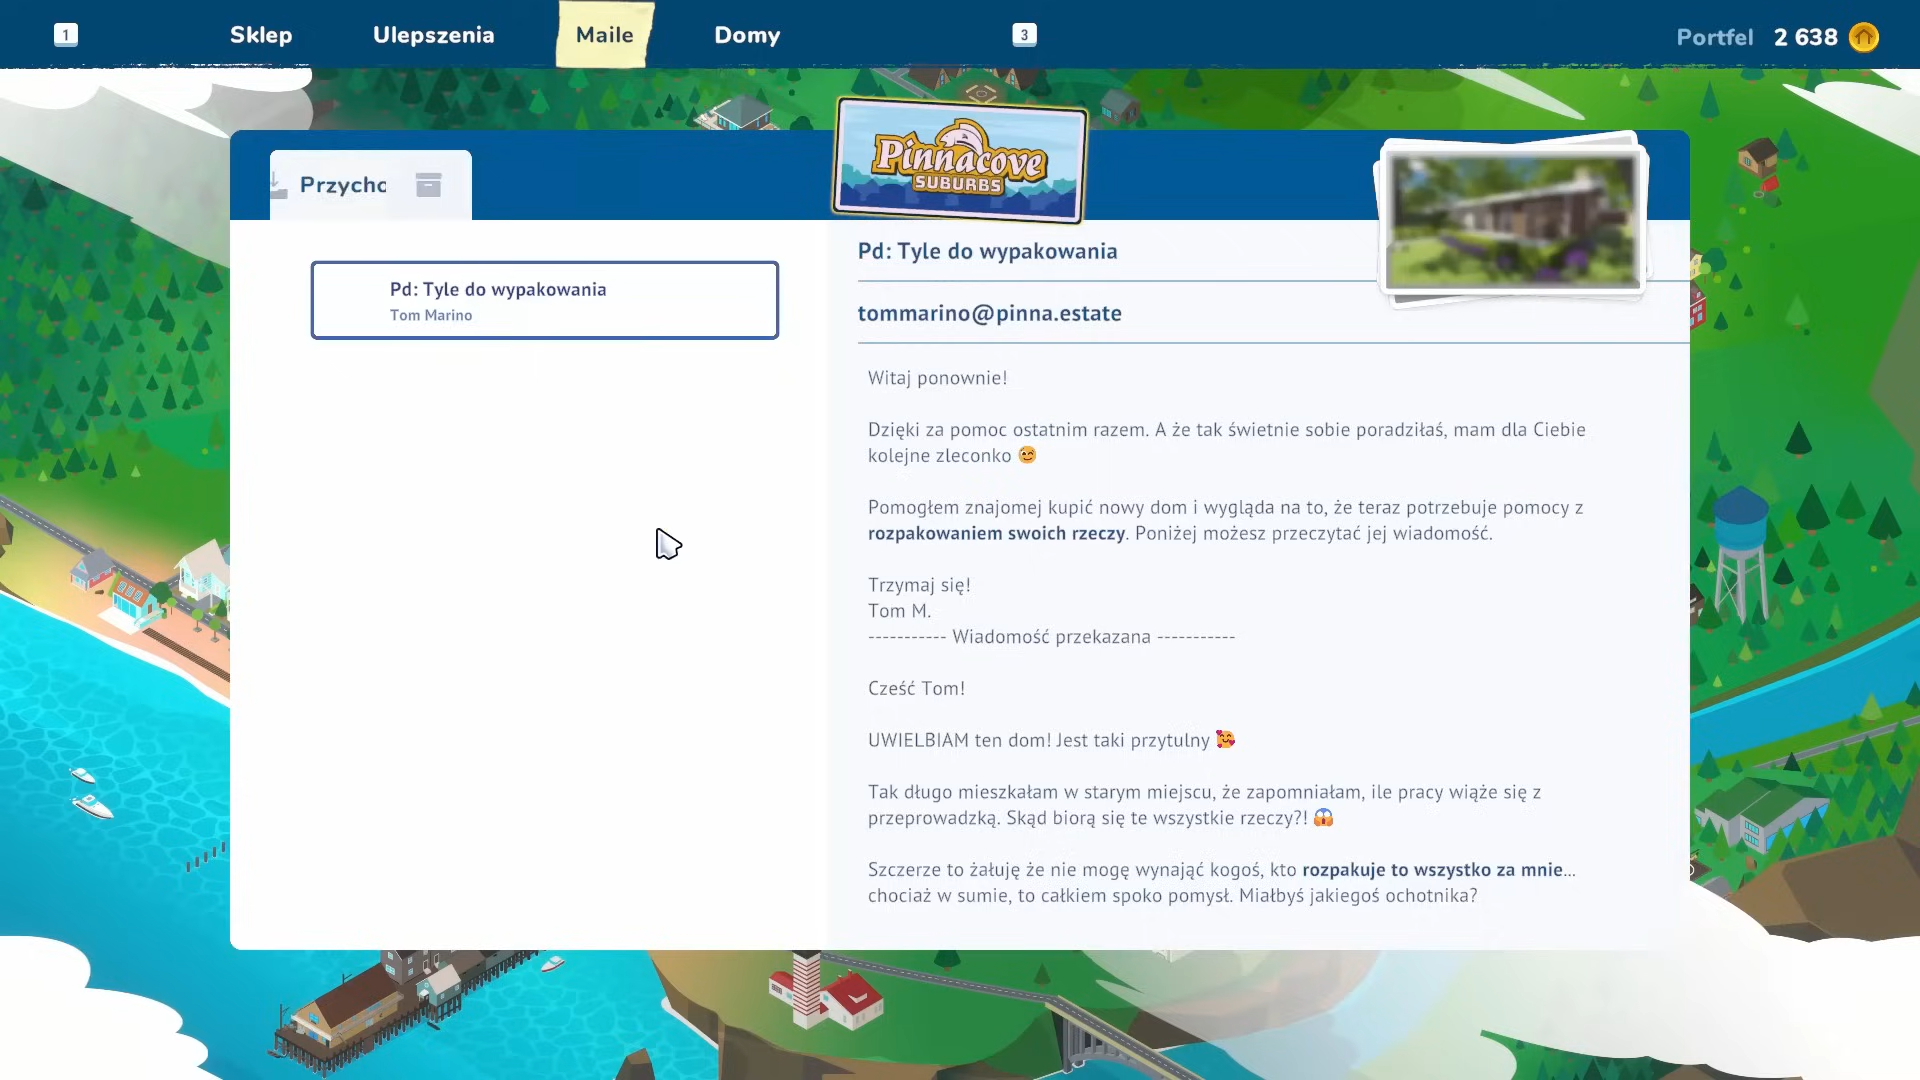 1
Sklep
Ulepszenia
Maile
Domy
3
Portfel
2 638
Przycho
Pinnacove
SUBURBS
Pd: Tyle do wypakowania
Tom Marino
Pd: Tyle do wypakowania
tommarino@pinna.estate
Witaj ponownie!
Dzięki za pomoc ostatnim razem. A że tak świetnie sobie poradziłaś, mam dla Ciebie
kolejne zleconko 😊
Pomogłem znajomej kupić nowy dom i wygląda na to, że teraz potrzebuje pomocy z
rozpakowaniem swoich rzeczy. Poniżej możesz przeczytać jej wiadomość.
Trzymaj się!
Tom M.
----------- Wiadomość przekazana -----------
Cześć Tom!
UWIELBIAM ten dom! Jest taki przytulny 🥰
Tak długo mieszkałam w starym miejscu, że zapomniałam, ile pracy wiąże się z
przeprowadzką. Skąd biorą się te wszystkie rzeczy?! 😱
Szczerze to żałuję że nie mogę wynająć kogoś, kto rozpakuje to wszystko za mnie...
chociaż w sumie, to całkiem spoko pomysł. Miałbyś jakiegoś ochotnika?